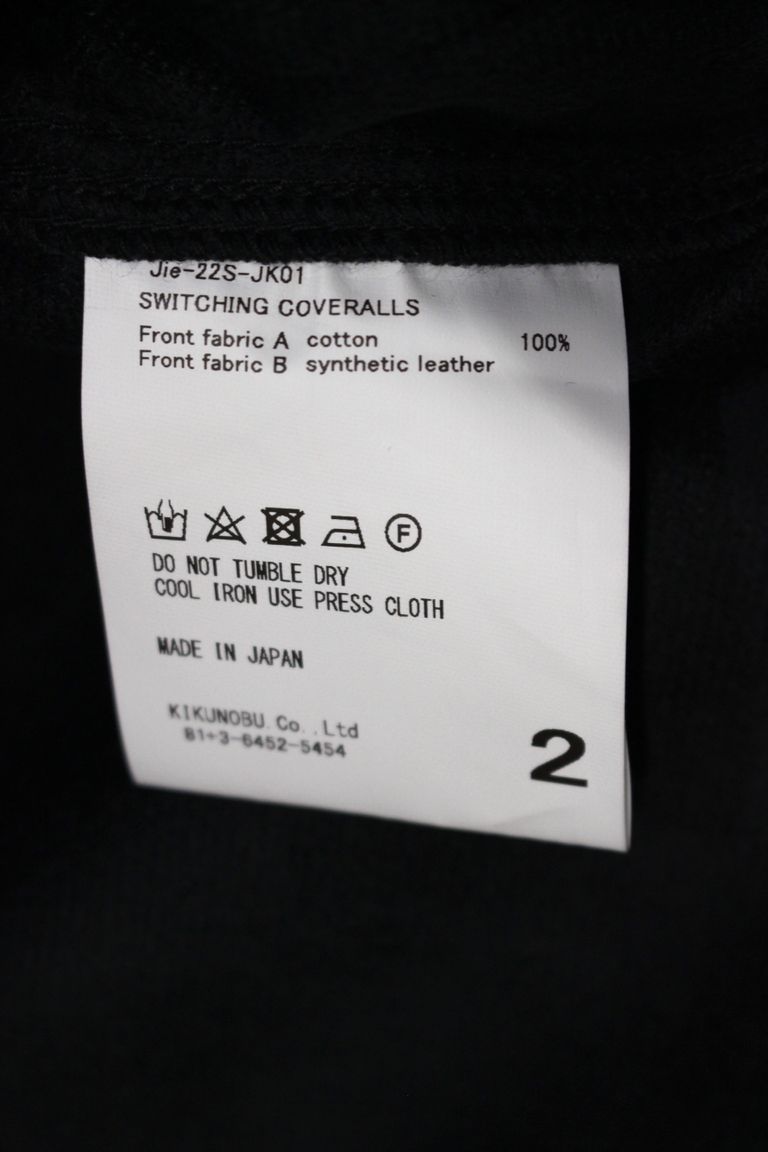 Jie-22S-JK01
SWITCHING COVERALLS
Front fabric A cotton 100%
Front fabric B synthetic leather
F
DO NOT TUMBLE DRY
COOL IRON USE PRESS CLOTH
MADE IN JAPAN
KIKUNOBU.Co.,Ltd
81+3-6452-5454
2